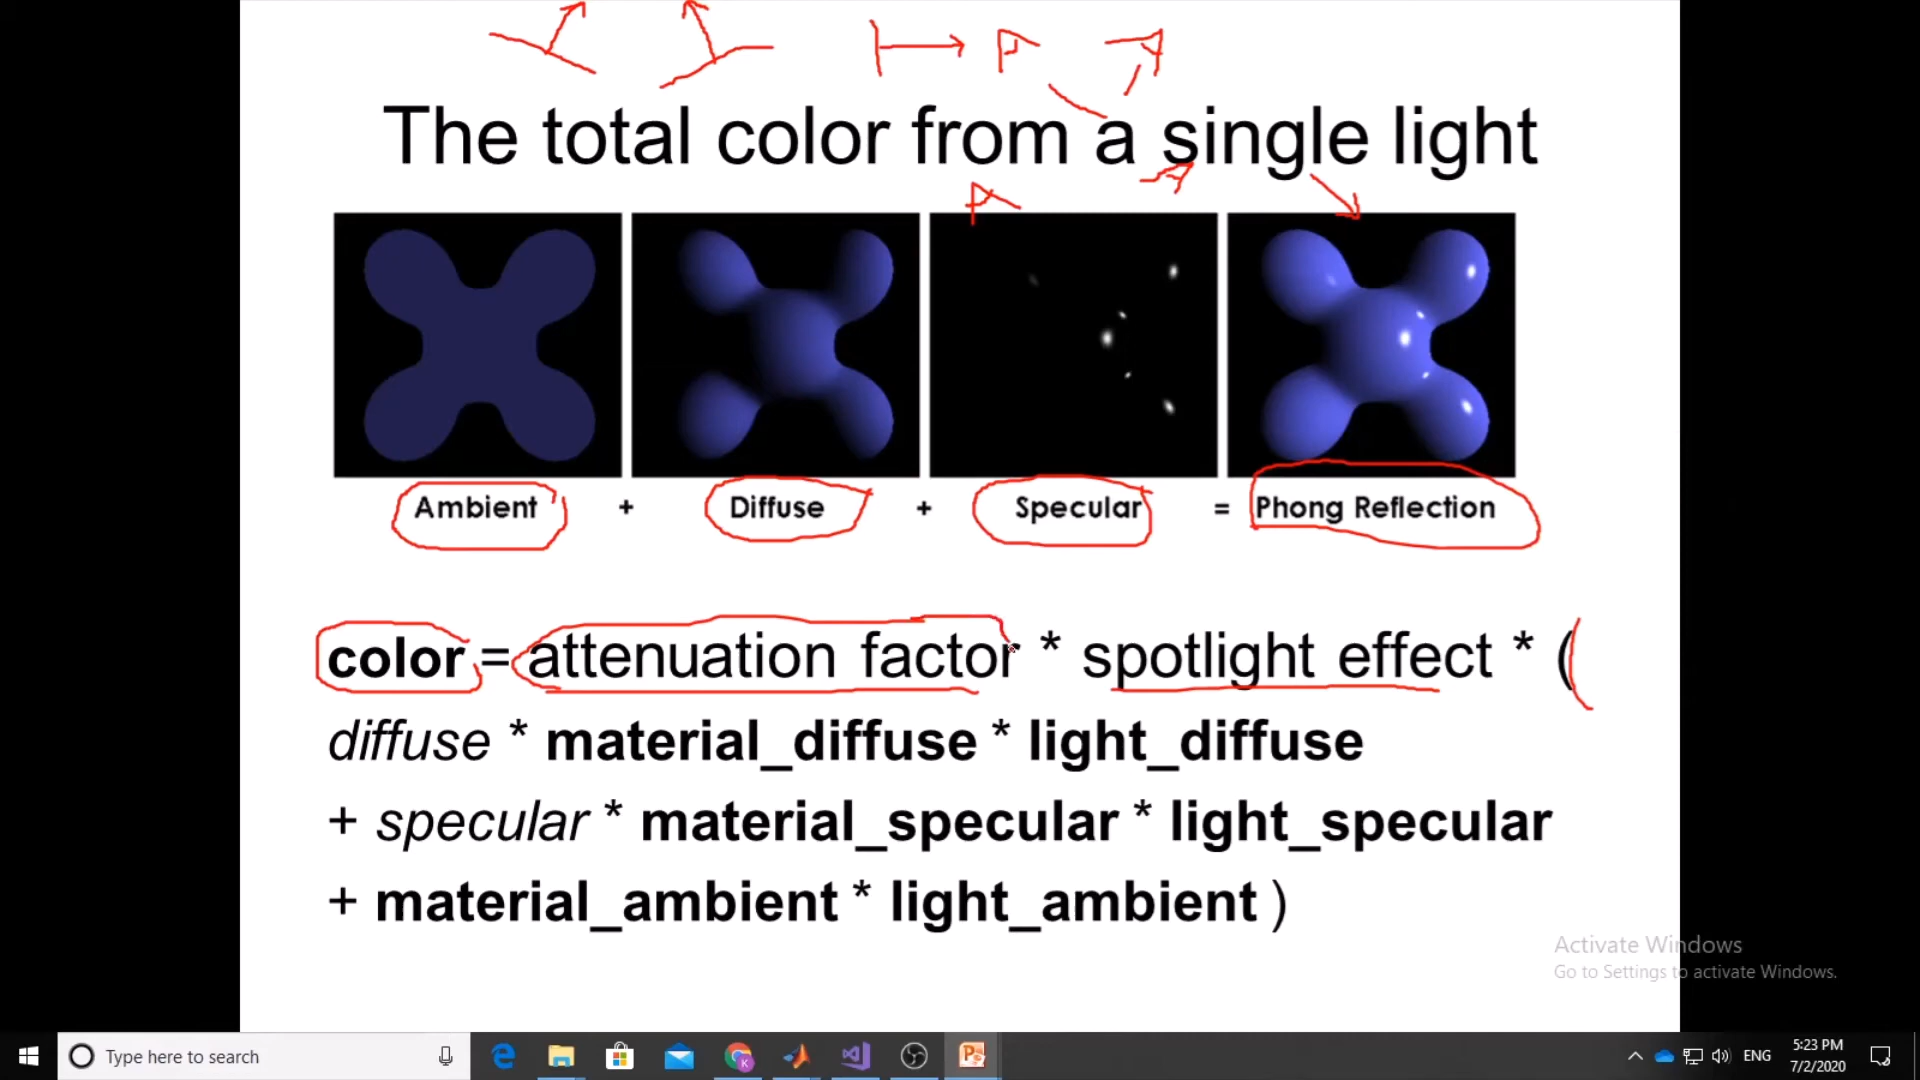 The total color from a single light
Ambient + Diffuse + Specular = Phong Reflection
color = attenuation factor * spotlight effect * (
diffuse * material_diffuse * light_diffuse
+ specular * material_specular * light_specular
+ material_ambient * light_ambient )
Activate Windows
Go to Settings to activate Windows.
Type here to search
ENG
5:23 PM
7/2/2020